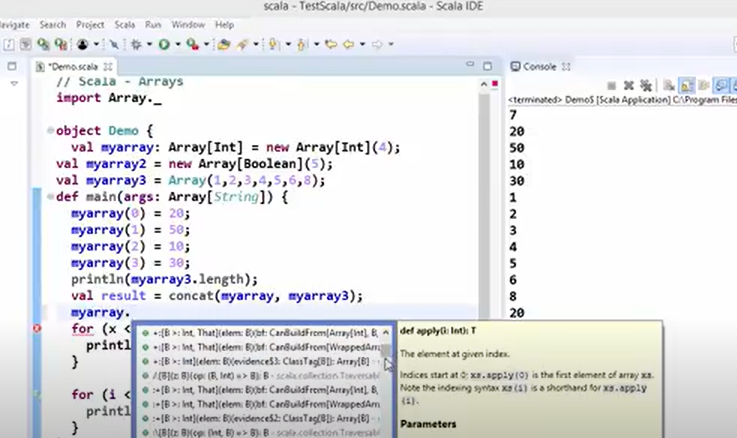 scala - TestScala/src/Demo.scala - Scala IDE
Navigate Search Project Scala Run Window Help
*Demo.scala
// Scala - Arrays
import Array._
object Demo {
val myarray: Array[Int] = new Array[Int](4);
val myarray2 = new Array[Boolean](5);
val myarray3 = Array(1,2,3,4,5,6,8);
def main(args: Array[String]) {
myarray(0) = 20;
myarray(1) = 50;
myarray(2) = 10;
myarray(3) = 30;
println(myarray3.length);
val result = concat(myarray, myarray3);
myarray.
for (x <
printl
}
for (i <
printl
}
+:[B >: Int, That](elem: B)(bf: CanBuildFrom[Array[Int], B,
+:[B >: Int, That](elem: B)(bf: CanBuildFrom[WrappedArra
+:[B >: Int](elem: B)(evidence$3: ClassTag[B]): Array[B] -
/:[B](z: B)(op: (B, Int) => B): B - scala.collection.Traversabl
:+[B >: Int, That](elem: B)(bf: CanBuildFrom[Array[Int], B,
:+[B >: Int, That](elem: B)(bf: CanBuildFrom[WrappedArra
:+[B >: Int](elem: B)(evidence$2: ClassTag[B]): Array[B] -
:\[B](z: B)(op: (Int, B) => B): B - scala.collection.Traversabl
def apply(i: Int): T
The element at given index.
Indices start at 0; xs.apply(0) is the first element of array xs.
Note the indexing syntax xs(i) is a shorthand for xs.apply
(i).
Parameters
Console
<terminated> Demo$ [Scala Application] C:\Program Files
7
20
50
10
30
1
2
3
4
5
6
8
20